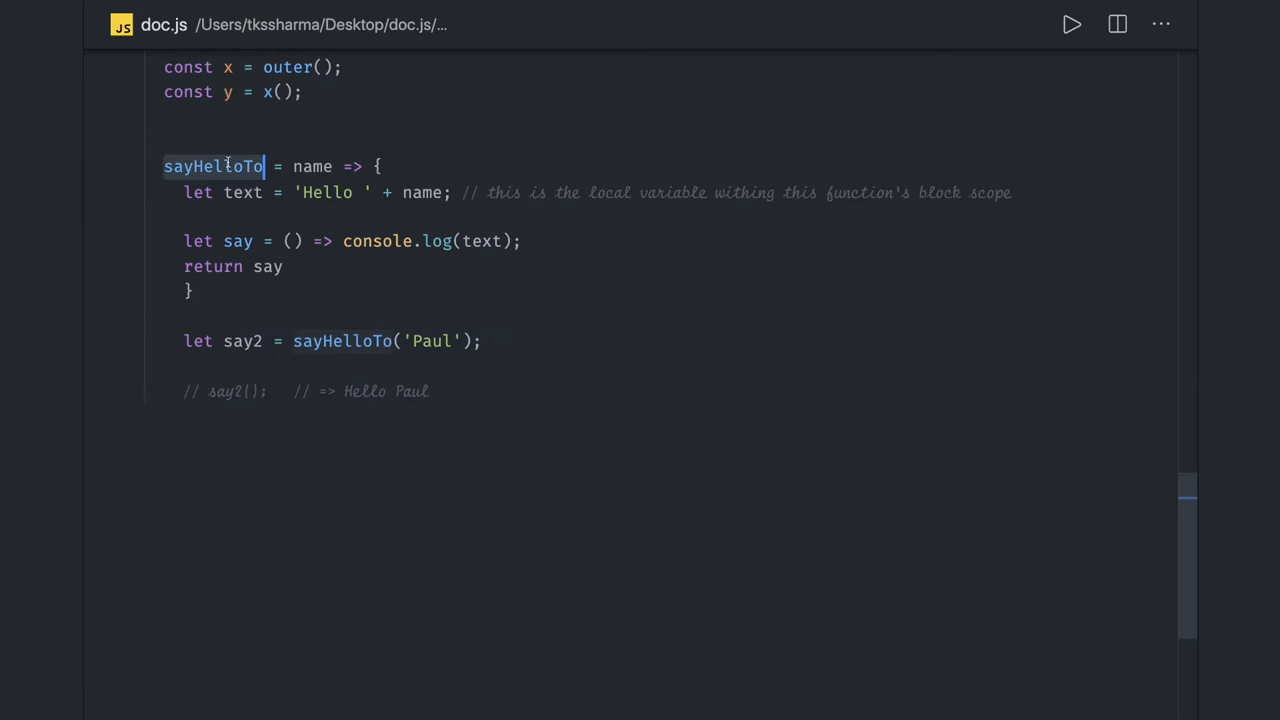 JS doc.js /Users/tkssharma/Desktop/doc.js/...
const x = outer();
const y = x();
sayHelloTo = name => {
let text = 'Hello ' + name; // this is the local variable withing this function's block scope
let say = () => console.log(text);
return say
}
let say2 = sayHelloTo('Paul');
// say2(); // => Hello Paul